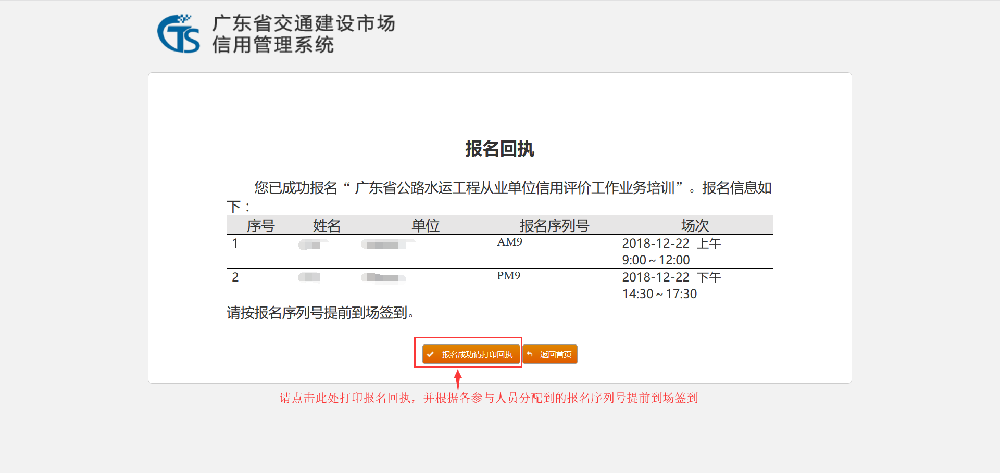 广东省交通建设市场
信用管理系统
报名回执
您已成功报名“ 广东省公路水运工程从业单位信用评价工作业务培训”。报名信息如
下：
序号 姓名 单位 报名序列号 场次
1 AM9 2018-12-22 上午
9:00～12:00
2 PM9 2018-12-22 下午
14:30～17:30
请按报名序列号提前到场签到。
报名成功请打印回执 返回首页
请点击此处打印报名回执，并根据各参与人员分配到的报名序列号提前到场签到